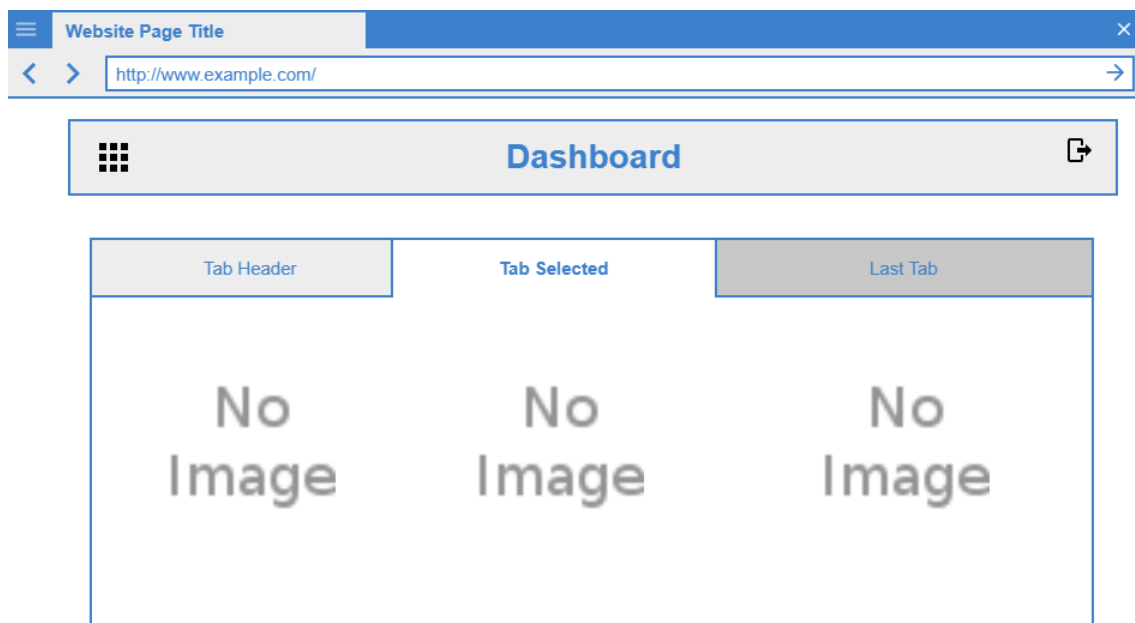 Website Page Title
http://www.example.com/
Dashboard
Tab Header
Tab Selected
Last Tab
No
Image
No
Image
No
Image